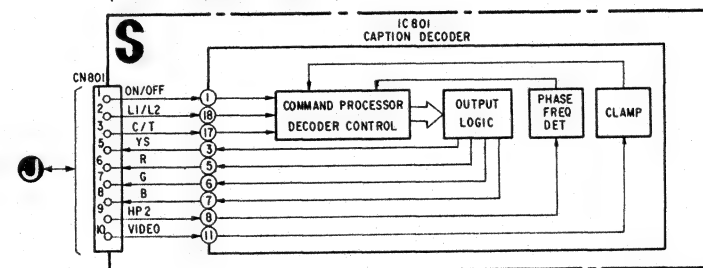 S
IC801
CAPTION DECODER
CN801
1 ON/OFF 1
2 L1/L2 18
3 C/T 17
5 YS 3
6 R 5
7 G 6
8 B 7
9 HP2 8
10 VIDEO 11
J
COMMAND PROCESSOR
DECODER CONTROL
OUTPUT
LOGIC
PHASE
FREQ
DET
CLAMP